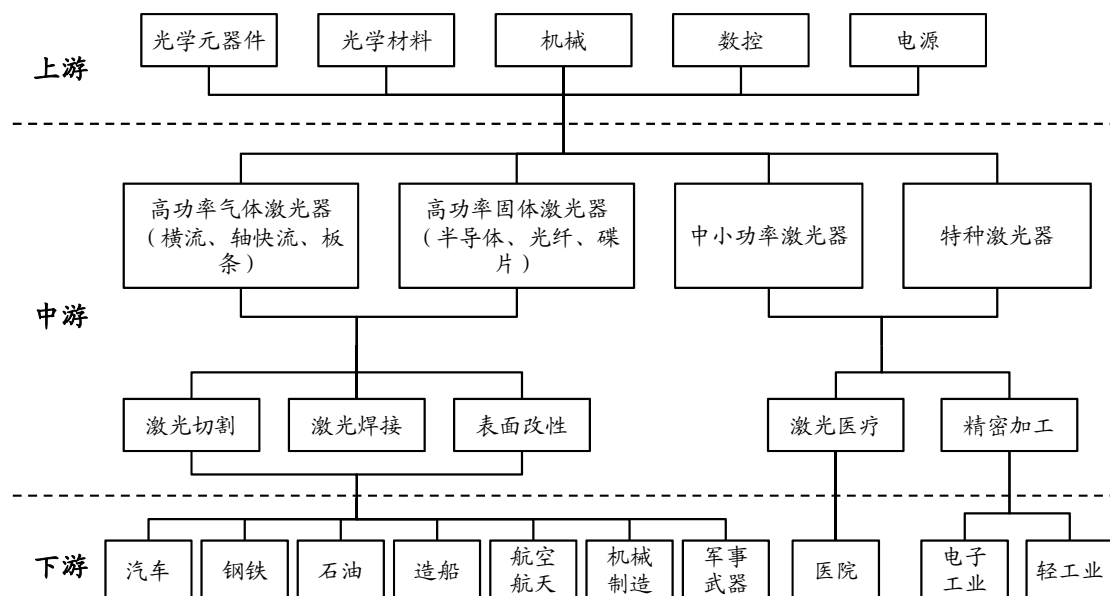 光学元器件
光学材料
机械
数控
电源
上游
高功率气体激光器
（横流、轴快流、板
条）
高功率固体激光器
（半导体、光纤、碟
片）
中小功率激光器
特种激光器
中游
激光切割
激光焊接
表面改性
激光医疗
精密加工
下游
汽车
钢铁
石油
造船
航空
航天
机械
制造
军事
武器
医院
电子
工业
轻工业